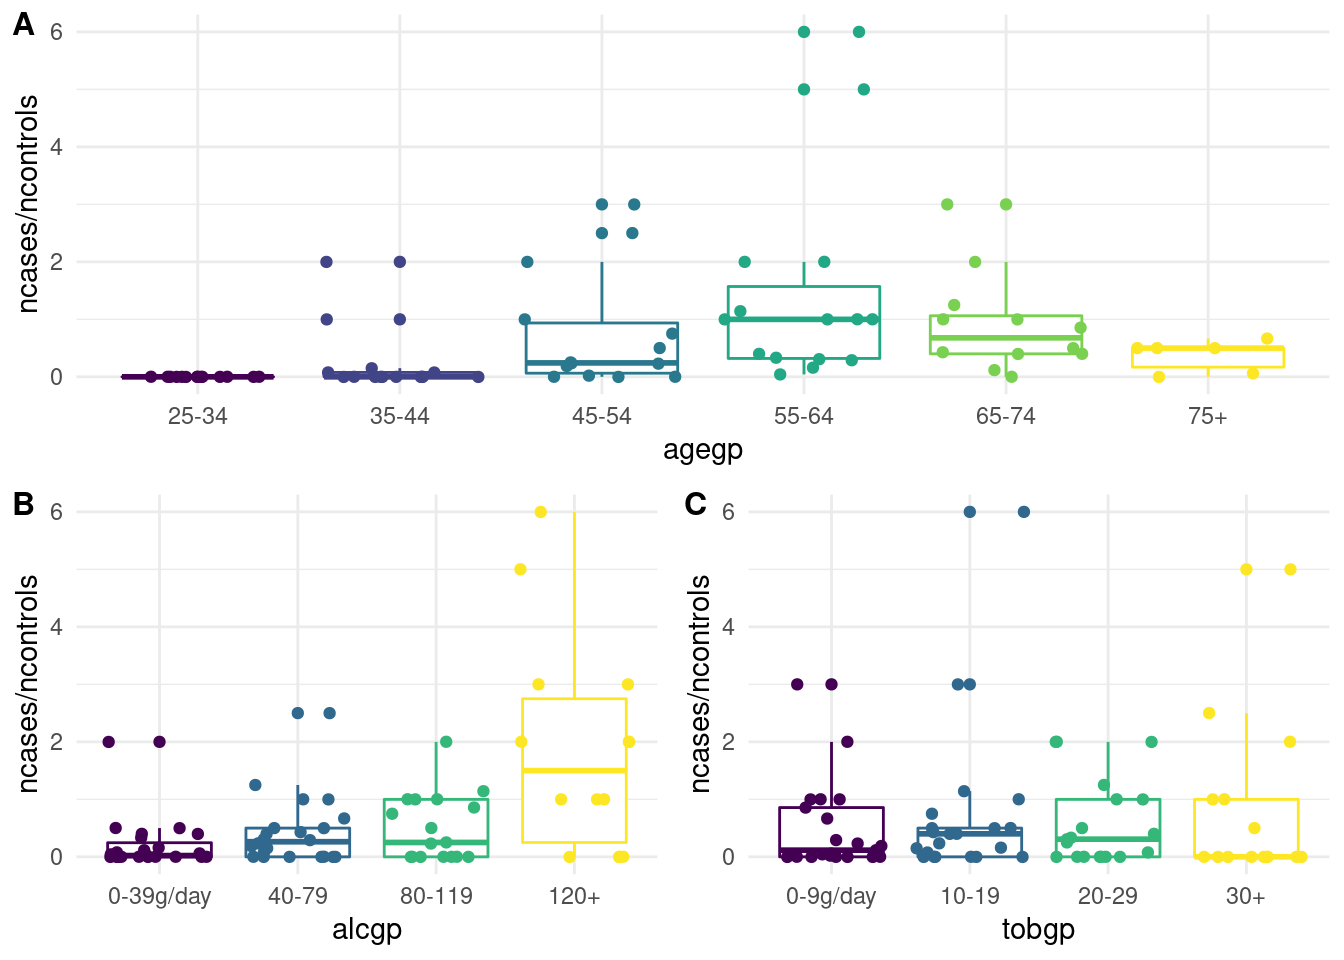 A
ncases/ncontrols
6
4
2
0
25-34 35-44 45-54 55-64 65-74 75+
agegp
B
ncases/ncontrols
6
4
2
0
0-39g/day 40-79 80-119 120+
alcgp
C
ncases/ncontrols
6
4
2
0
0-9g/day 10-19 20-29 30+
tobgp